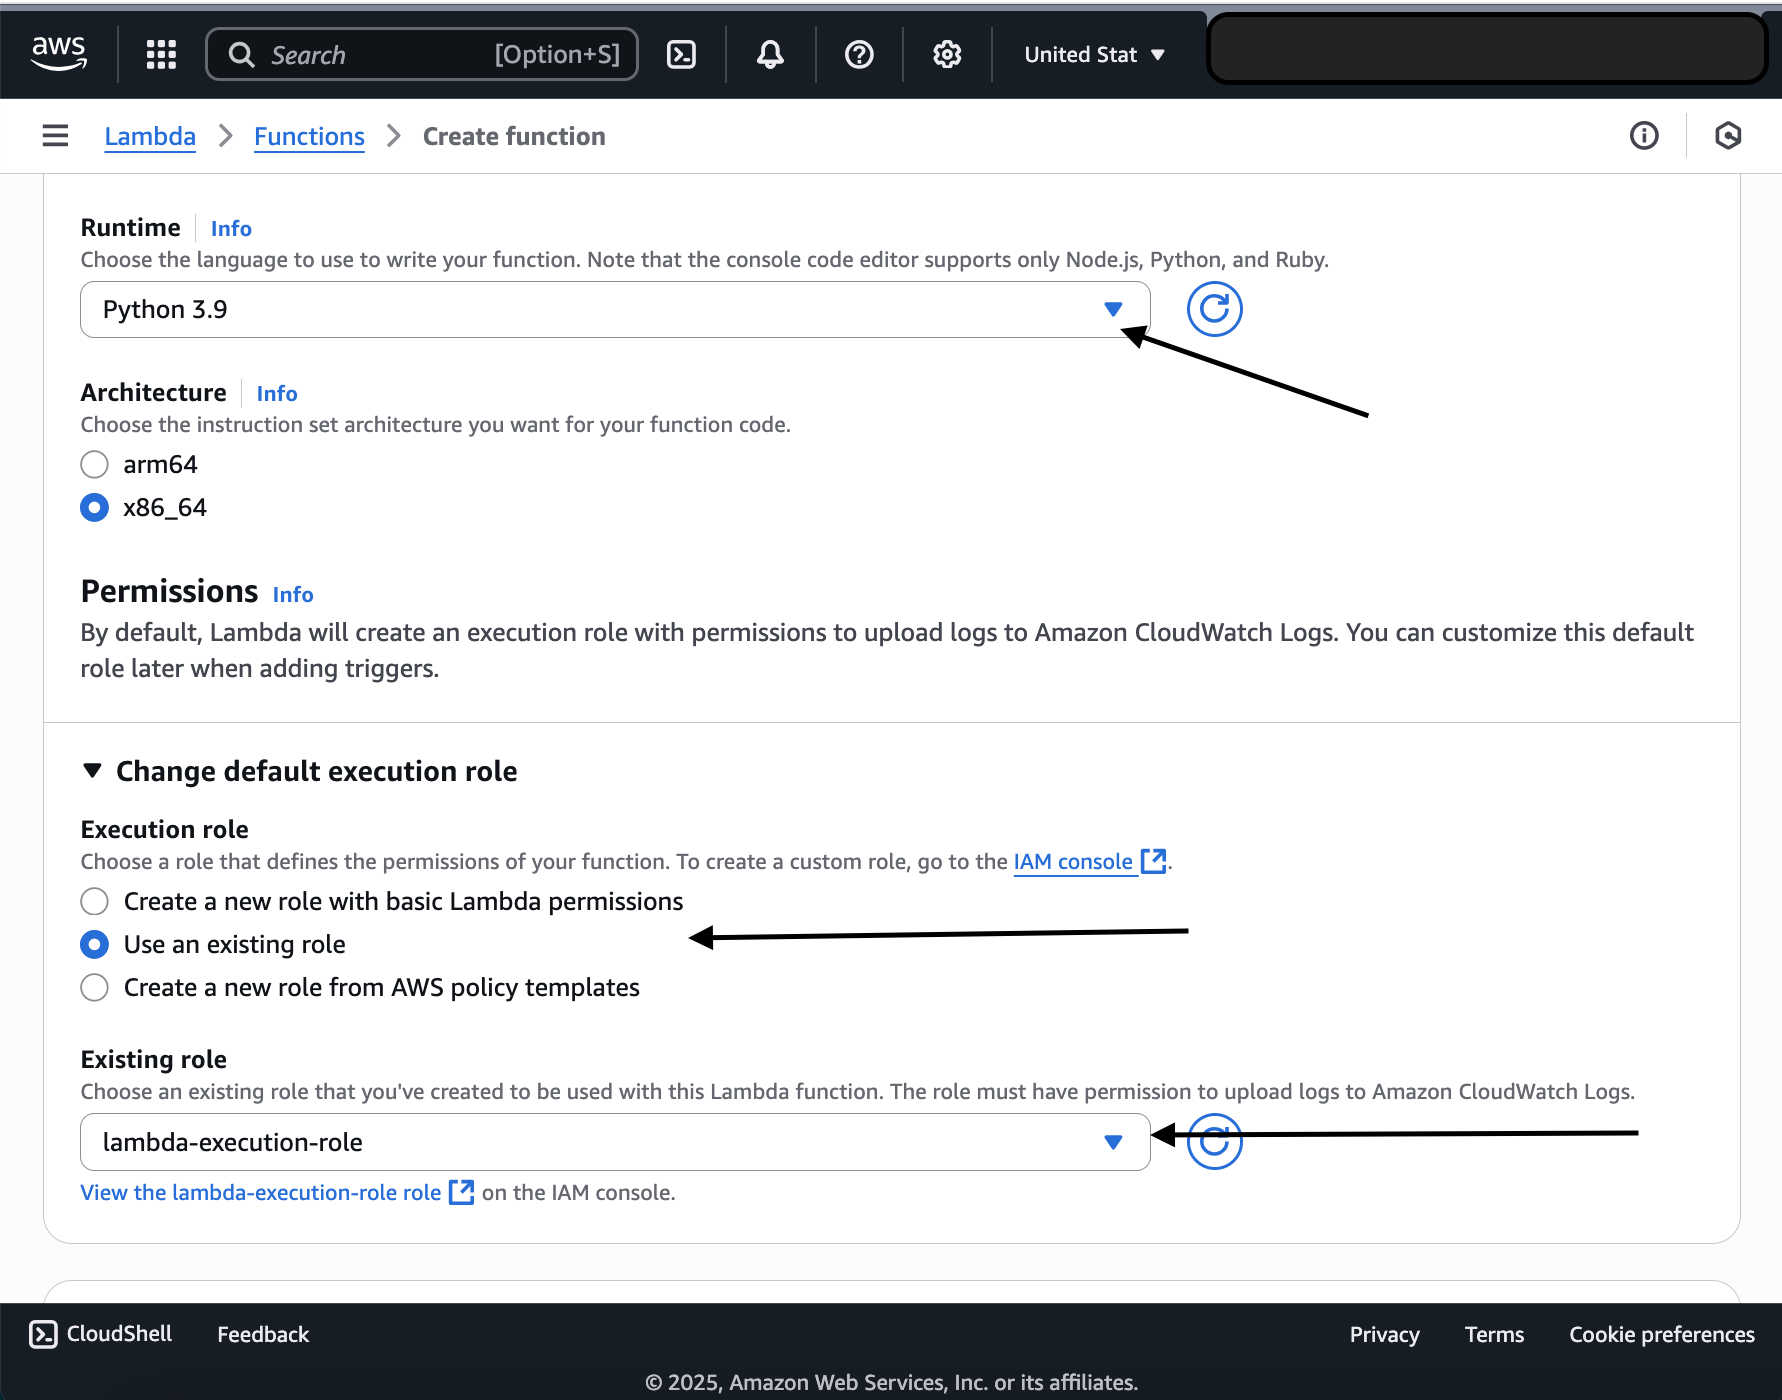 aws
Search [Option+S]
United Stat
Lambda Functions Create function
Runtime Info
Choose the language to use to write your function. Note that the console code editor supports only Node.js, Python, and Ruby.
Python 3.9
Architecture Info
Choose the instruction set architecture you want for your function code.
arm64
x86_64
Permissions Info
By default, Lambda will create an execution role with permissions to upload logs to Amazon CloudWatch Logs. You can customize this default
role later when adding triggers.
Change default execution role
Execution role
Choose a role that defines the permissions of your function. To create a custom role, go to the IAM console.
Create a new role with basic Lambda permissions
Use an existing role
Create a new role from AWS policy templates
Existing role
Choose an existing role that you've created to be used with this Lambda function. The role must have permission to upload logs to Amazon CloudWatch Logs.
lambda-execution-role
View the lambda-execution-role role on the IAM console.
CloudShell Feedback Privacy Terms Cookie preferences
© 2025, Amazon Web Services, Inc. or its affiliates.